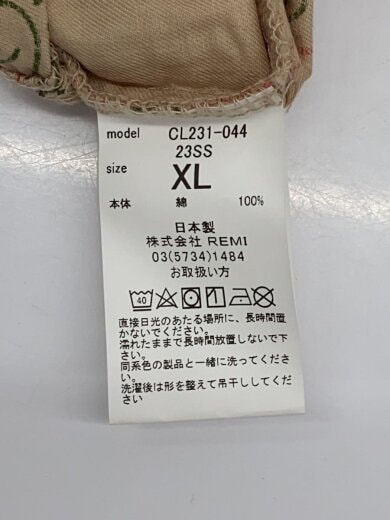 model CL231-044
23SS
size XL
本体 綿 100%
日本製
株式会社 REMI
03(5734)1484
お取扱い方
40
直接日光のあたる場所に、長時間置
かないでください。
濡れたままで長時間放置しないで下
さい。
同系色の製品と一緒に洗ってくださ
い。
洗濯後は形を整えて吊干ししてくだ
さい